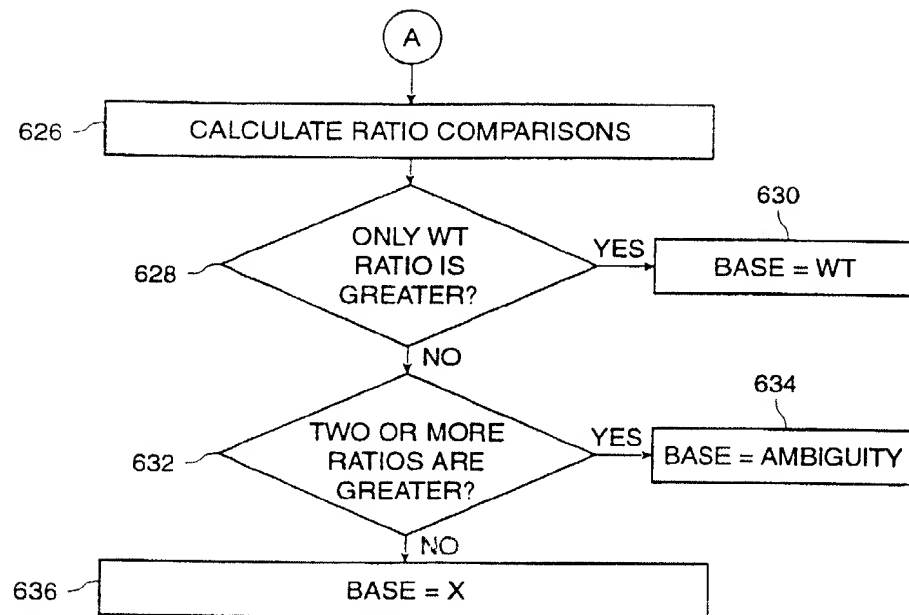 A
626
CALCULATE RATIO COMPARISONS
628
ONLY WT
RATIO IS
GREATER?
YES
630
BASE = WT
NO
632
TWO OR MORE
RATIOS ARE
GREATER?
YES
634
BASE = AMBIGUITY
NO
636
BASE = X